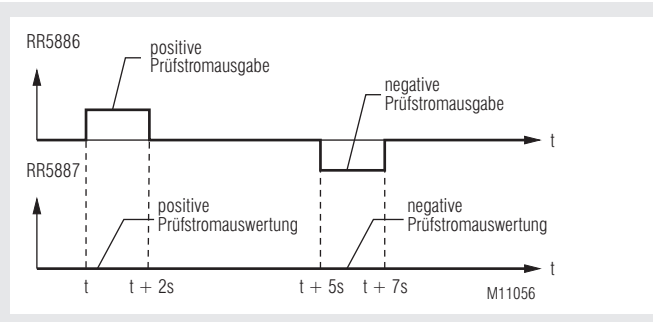 RR5886
positive
Prüfstromausgabe
negative
Prüfstromausgabe
t
RR5887
positive
Prüfstromauswertung
negative
Prüfstromauswertung
t
t
t + 2s
t + 5s
t + 7s
M11056